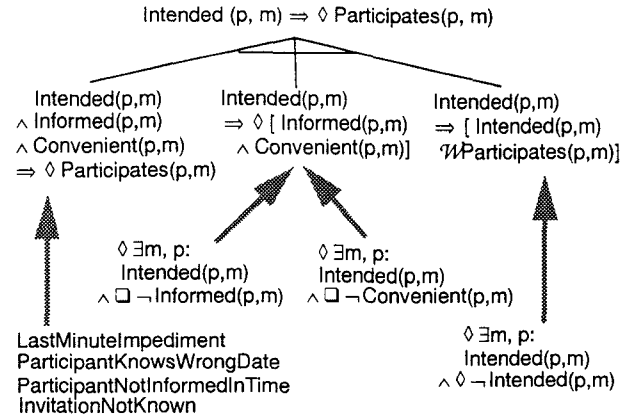 Intended (p, m) ⇒ ◊ Participates(p, m)
Intended(p,m)
∧ Informed(p,m)
∧ Convenient(p,m)
⇒ ◊ Participates(p,m)
Intended(p,m)
⇒ ◊ [ Informed(p,m)
∧ Convenient(p,m)]
Intended(p,m)
⇒ [ Intended(p,m)
𝒲Participates(p,m)]
◊ ∃m, p:
Intended(p,m)
∧ ❑ ¬ Informed(p,m)
◊ ∃m, p:
Intended(p,m)
∧ ❑ ¬ Convenient(p,m)
LastMinuteImpediment
ParticipantKnowsWrongDate
ParticipantNotInformedInTime
InvitationNotKnown
◊ ∃m, p:
Intended(p,m)
∧ ◊ ¬ Intended(p,m)